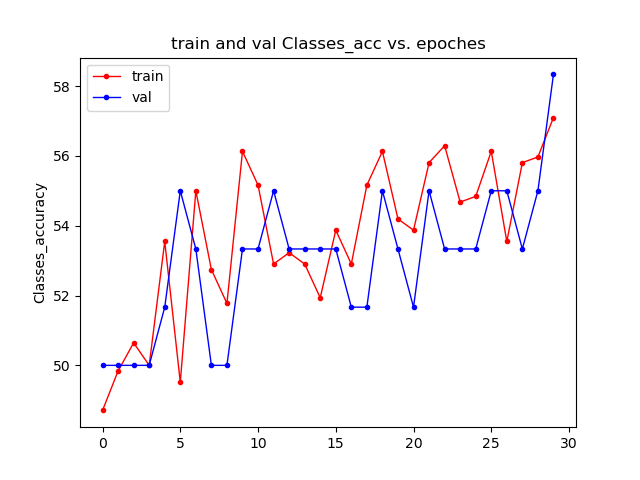 train and val Classes_acc vs. epoches
train
val
Classes_accuracy
58
56
54
52
50
0 5 10 15 20 25 30